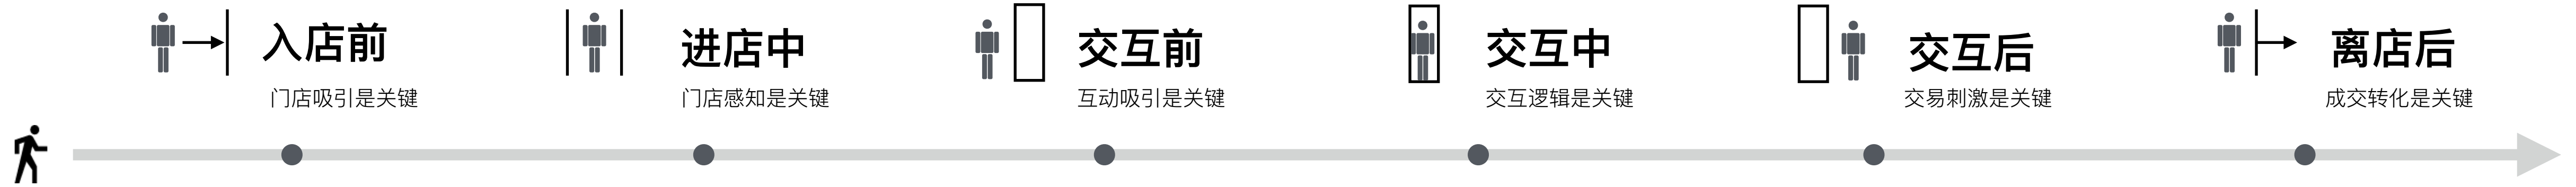 入店前
门店吸引是关键
进店中
门店感知是关键
交互前
互动吸引是关键
交互中
交互逻辑是关键
交互后
交易刺激是关键
离店后
成交转化是关键